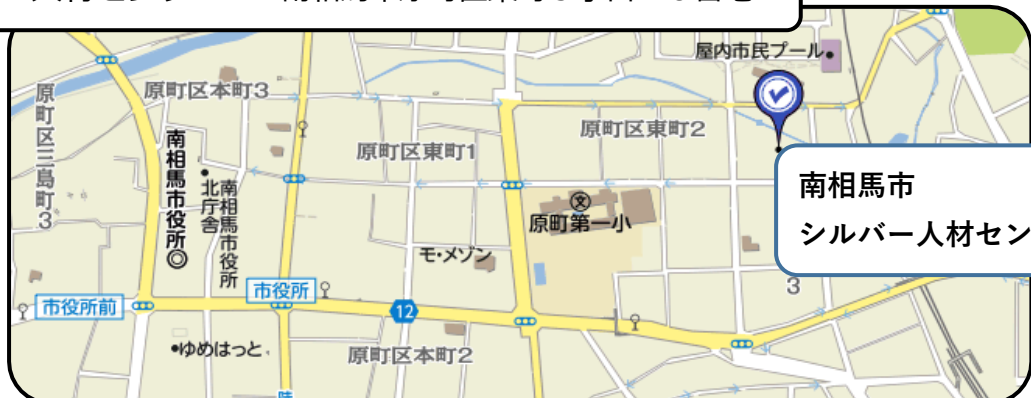 屋内市民プール
原町区本町3
原町区三島町3
南相馬市役所
南相馬市役所
北庁舎
原町区東町1
原町区東町2
文
原町第一小
モ・メゾン
南相馬市
シルバー人材セン
3
市役所前
市役所
12
ゆめはっと
原町区本町2
陸